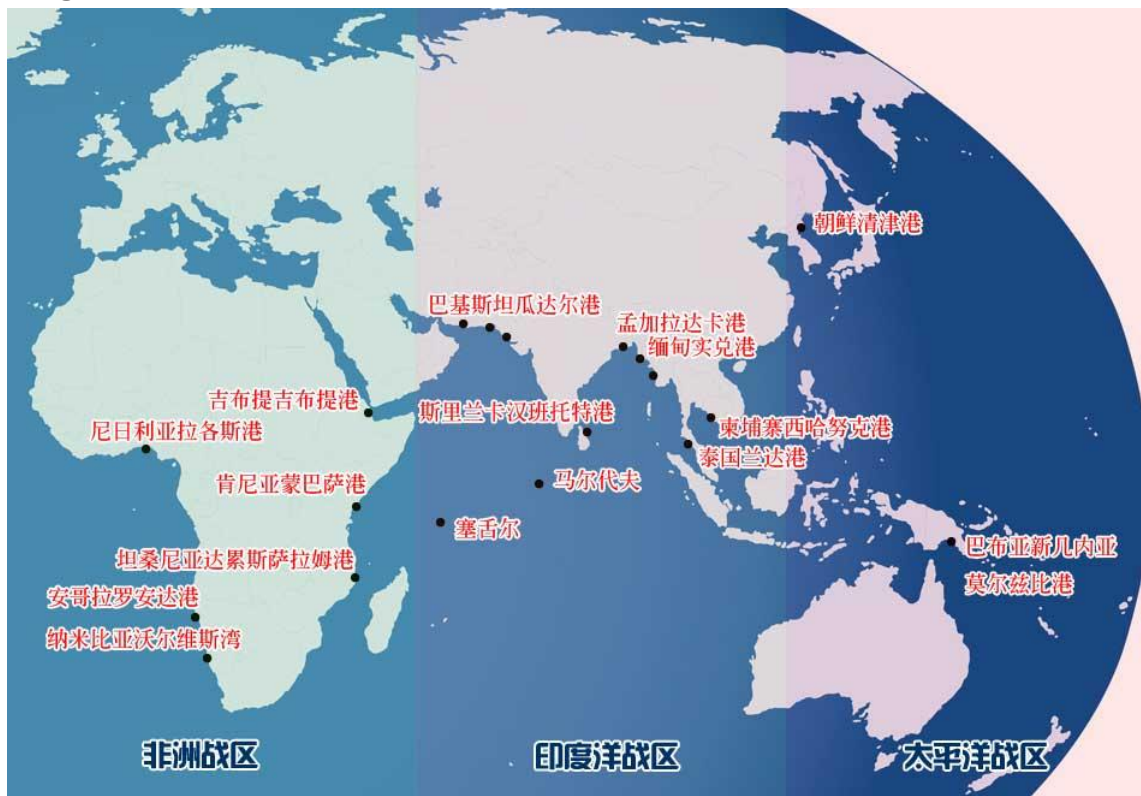 朝鲜清津港
巴基斯坦瓜达尔港
孟加拉达卡港
缅甸实兑港
吉布提吉布提港
斯里兰卡汉班托特港
柬埔寨西哈努克港
尼日利亚拉各斯港
泰国兰达港
肯尼亚蒙巴萨港
马尔代夫
塞舌尔
巴布亚新几内亚
坦桑尼亚达累斯萨拉姆港
莫尔兹比港
安哥拉罗安达港
纳米比亚沃尔维斯湾
非洲战区
印度洋战区
太平洋战区